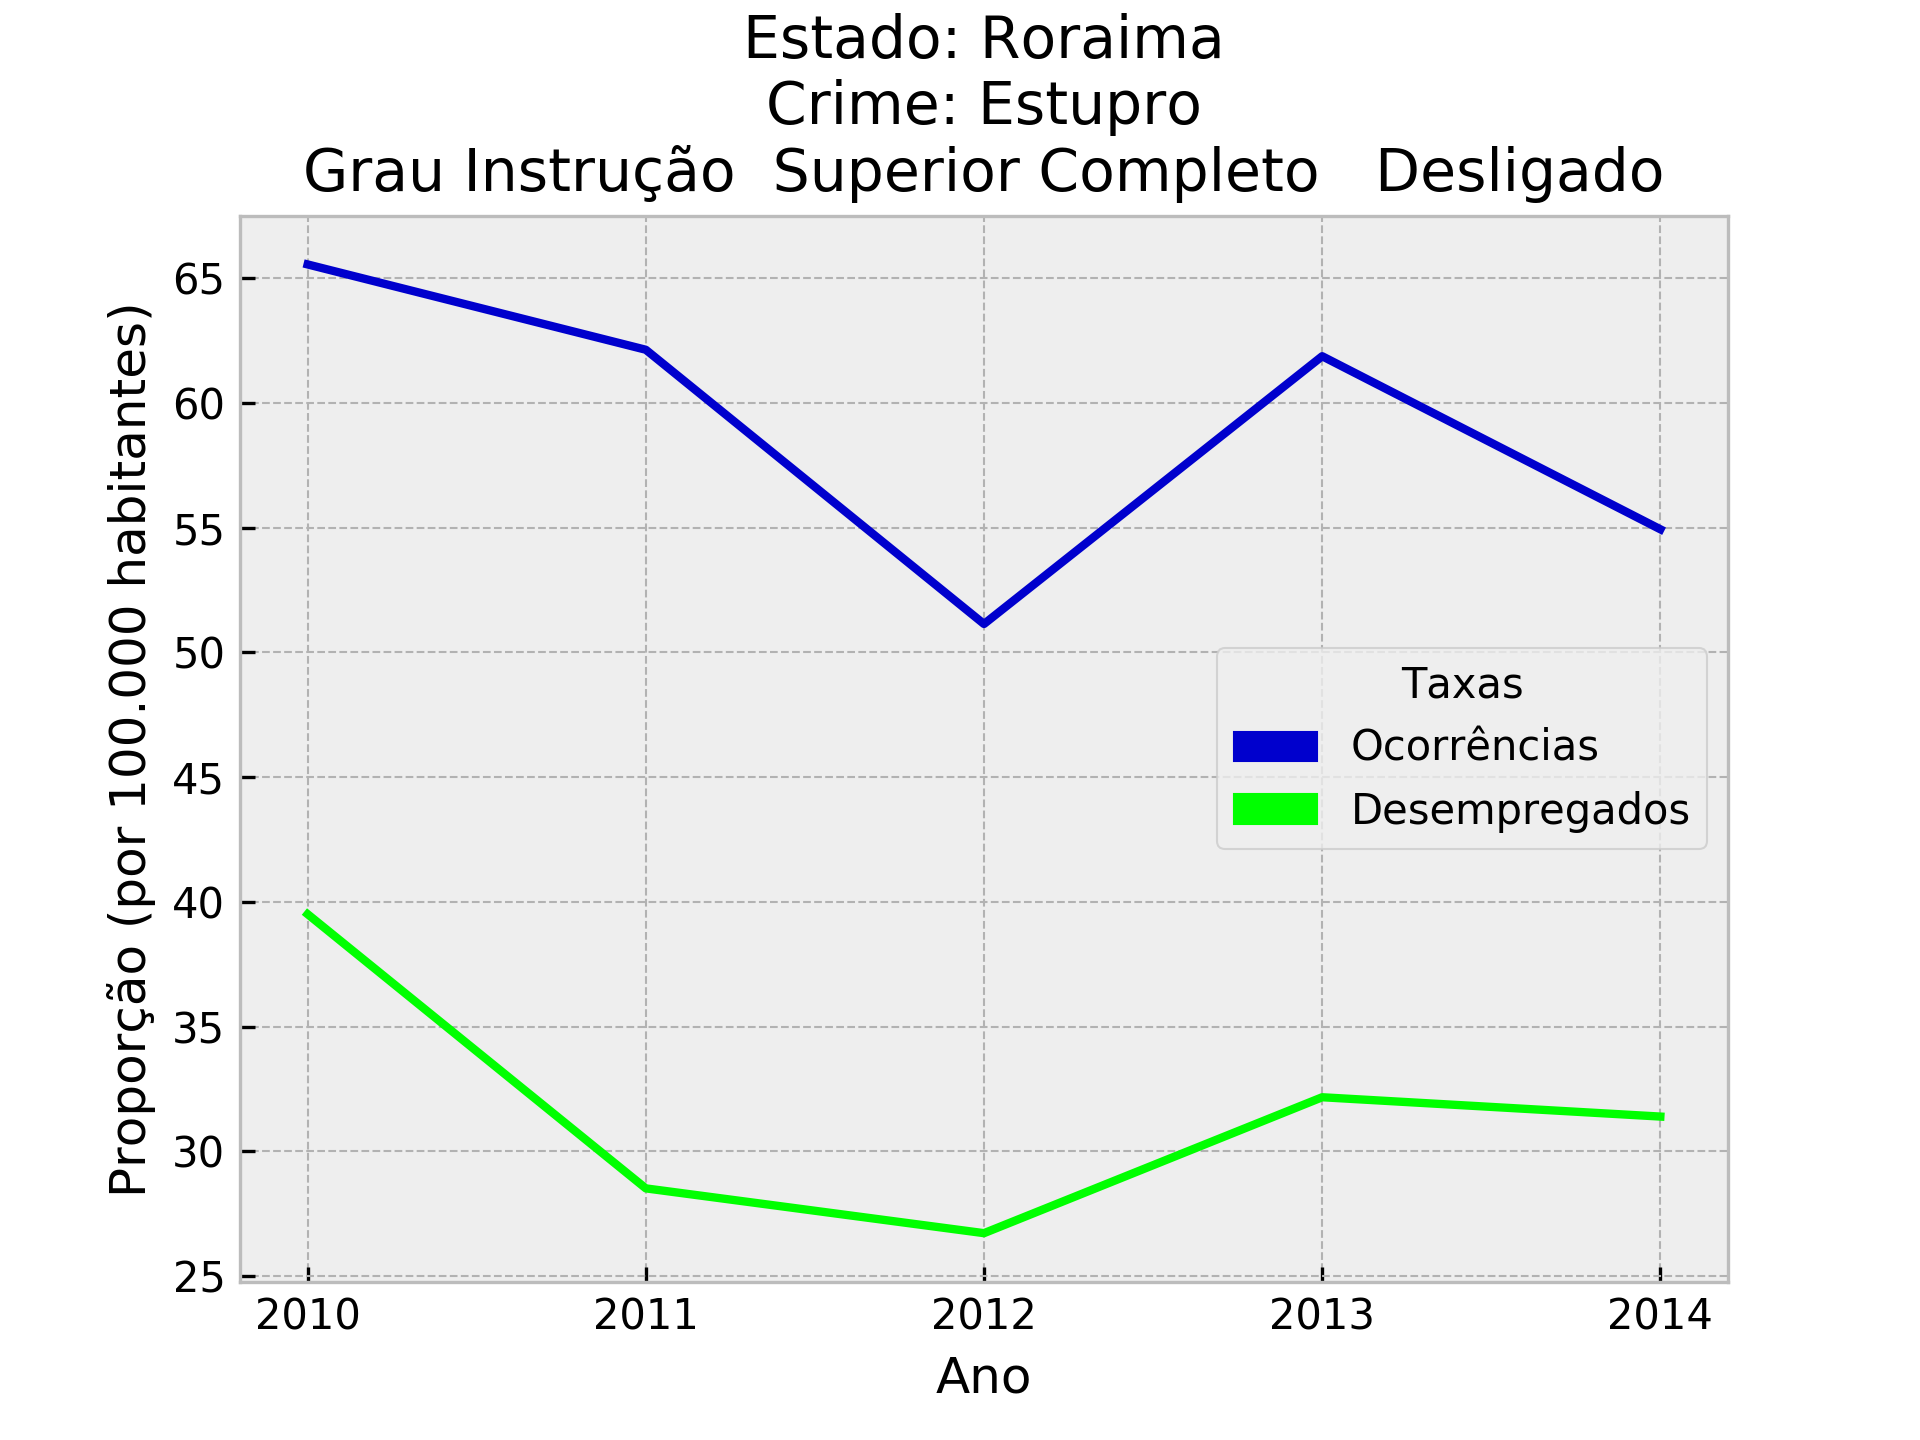 Estado: Roraima
Crime: Estupro
Grau Instrução  Superior Completo   Desligado
Proporção (por 100.000 habitantes)
65
60
55
50
45
40
35
30
25
Taxas
Ocorrências
Desempregados
2010 2011 2012 2013 2014
Ano